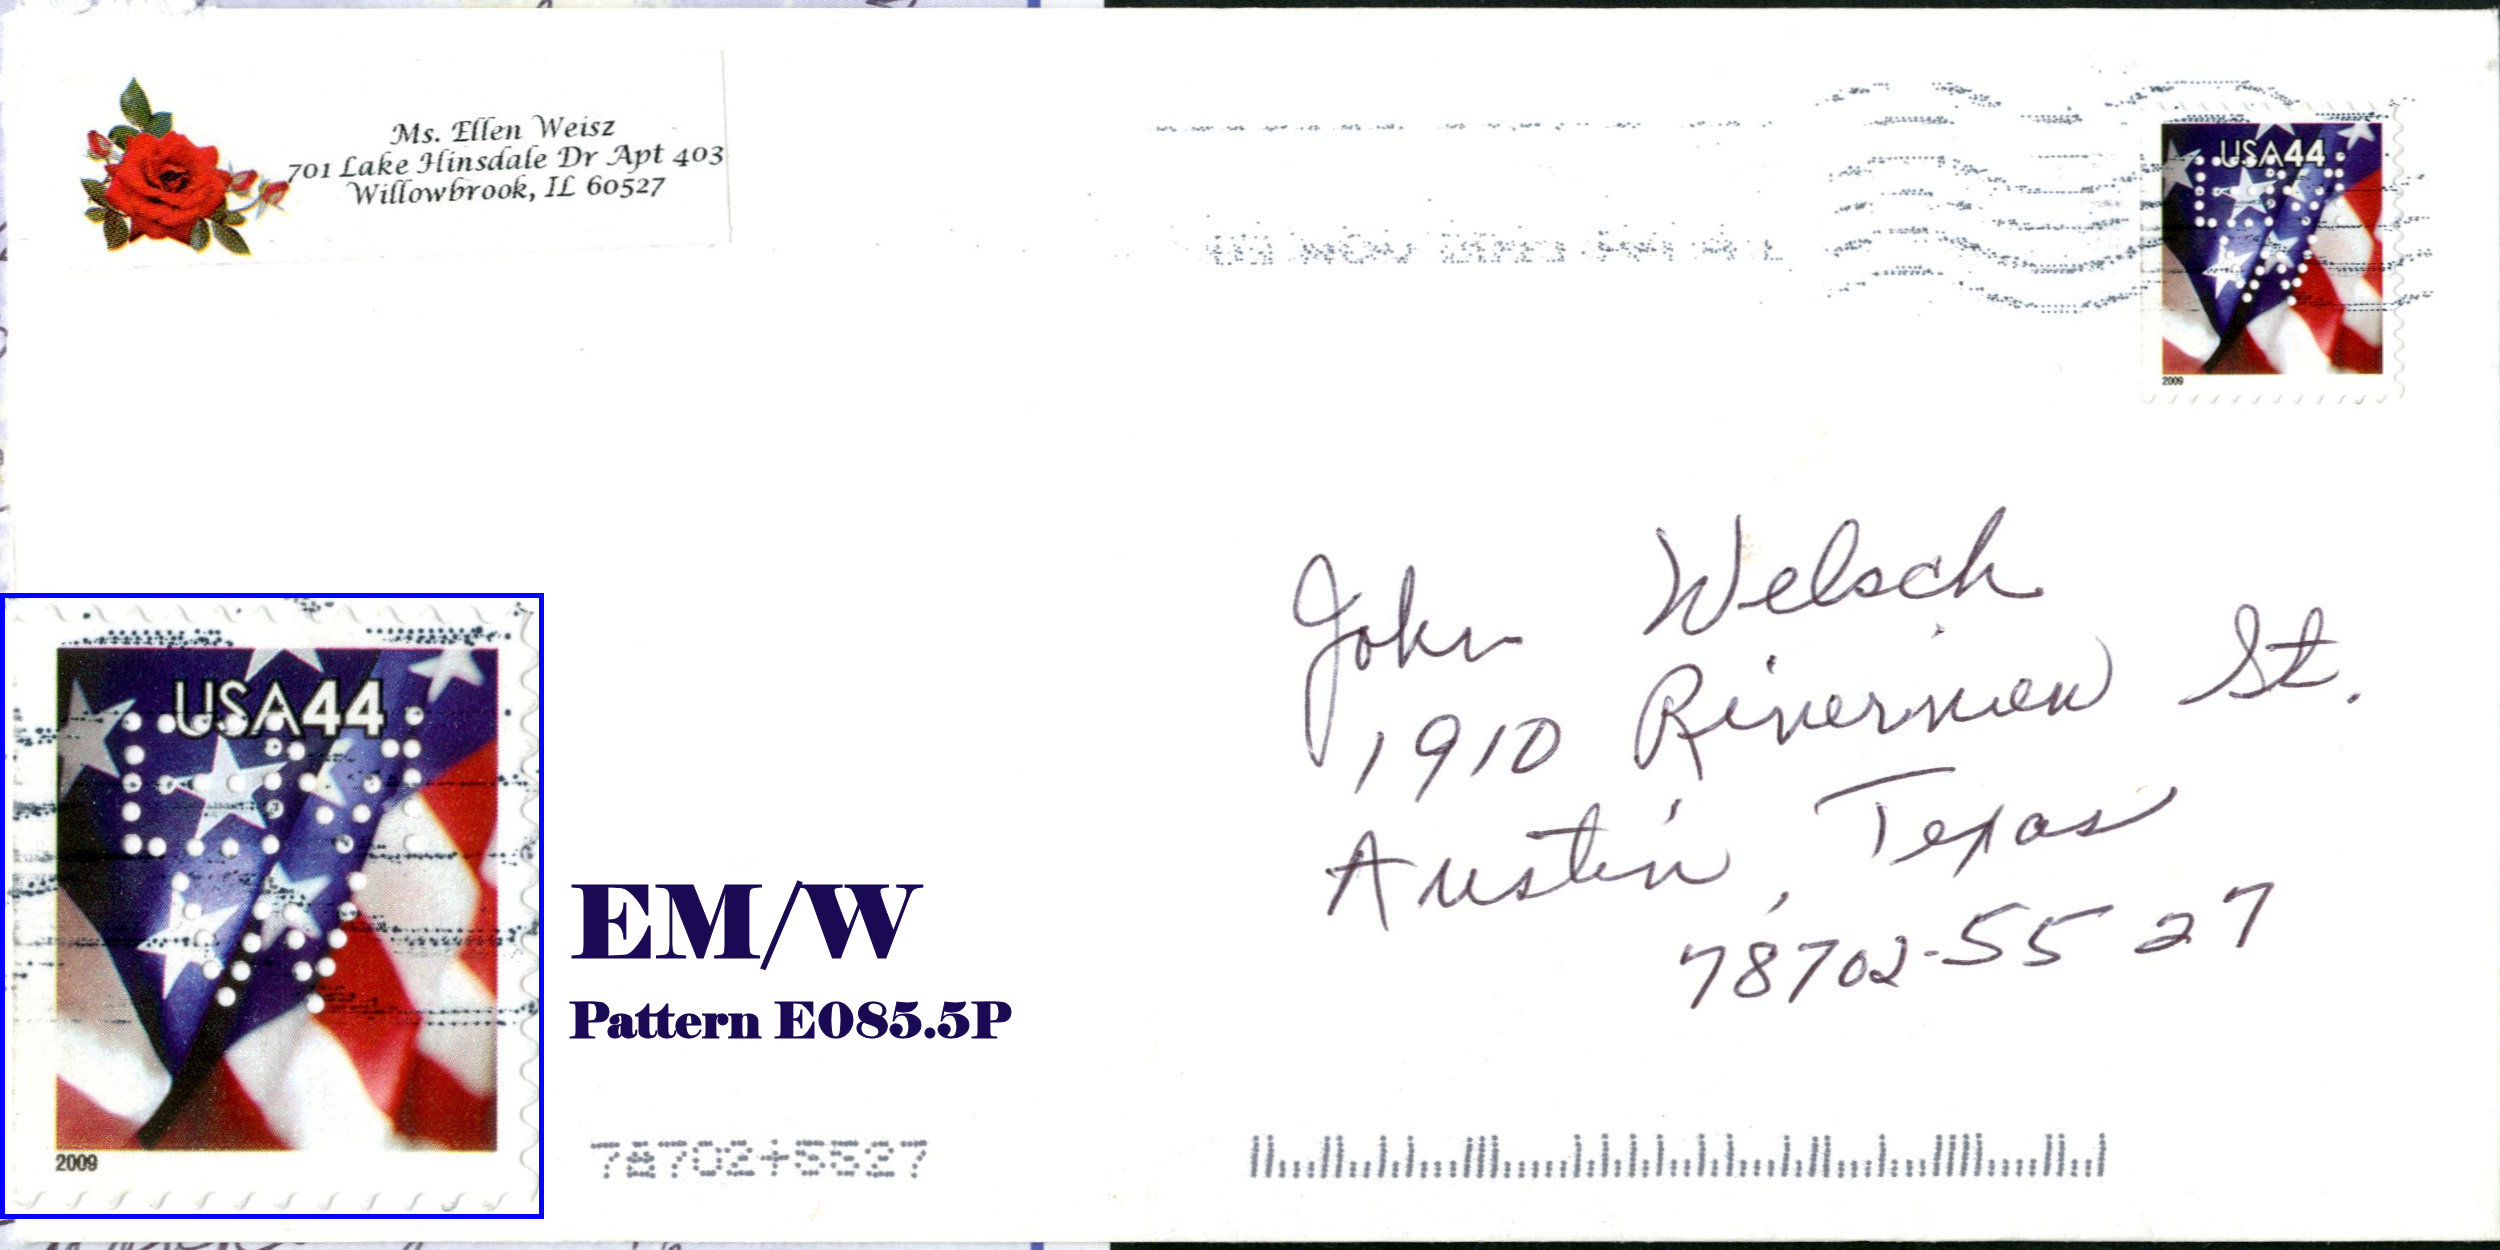 Ms. Ellen Weisz
701 Lake Hinsdale Dr Apt 403
Willowbrook, IL 60527
USA44
2009
John Welsch
1910 Riverview St.
Austin, Texas
78702-5527
USA44
2009
EM/W
Pattern E085.5P
78702+5527